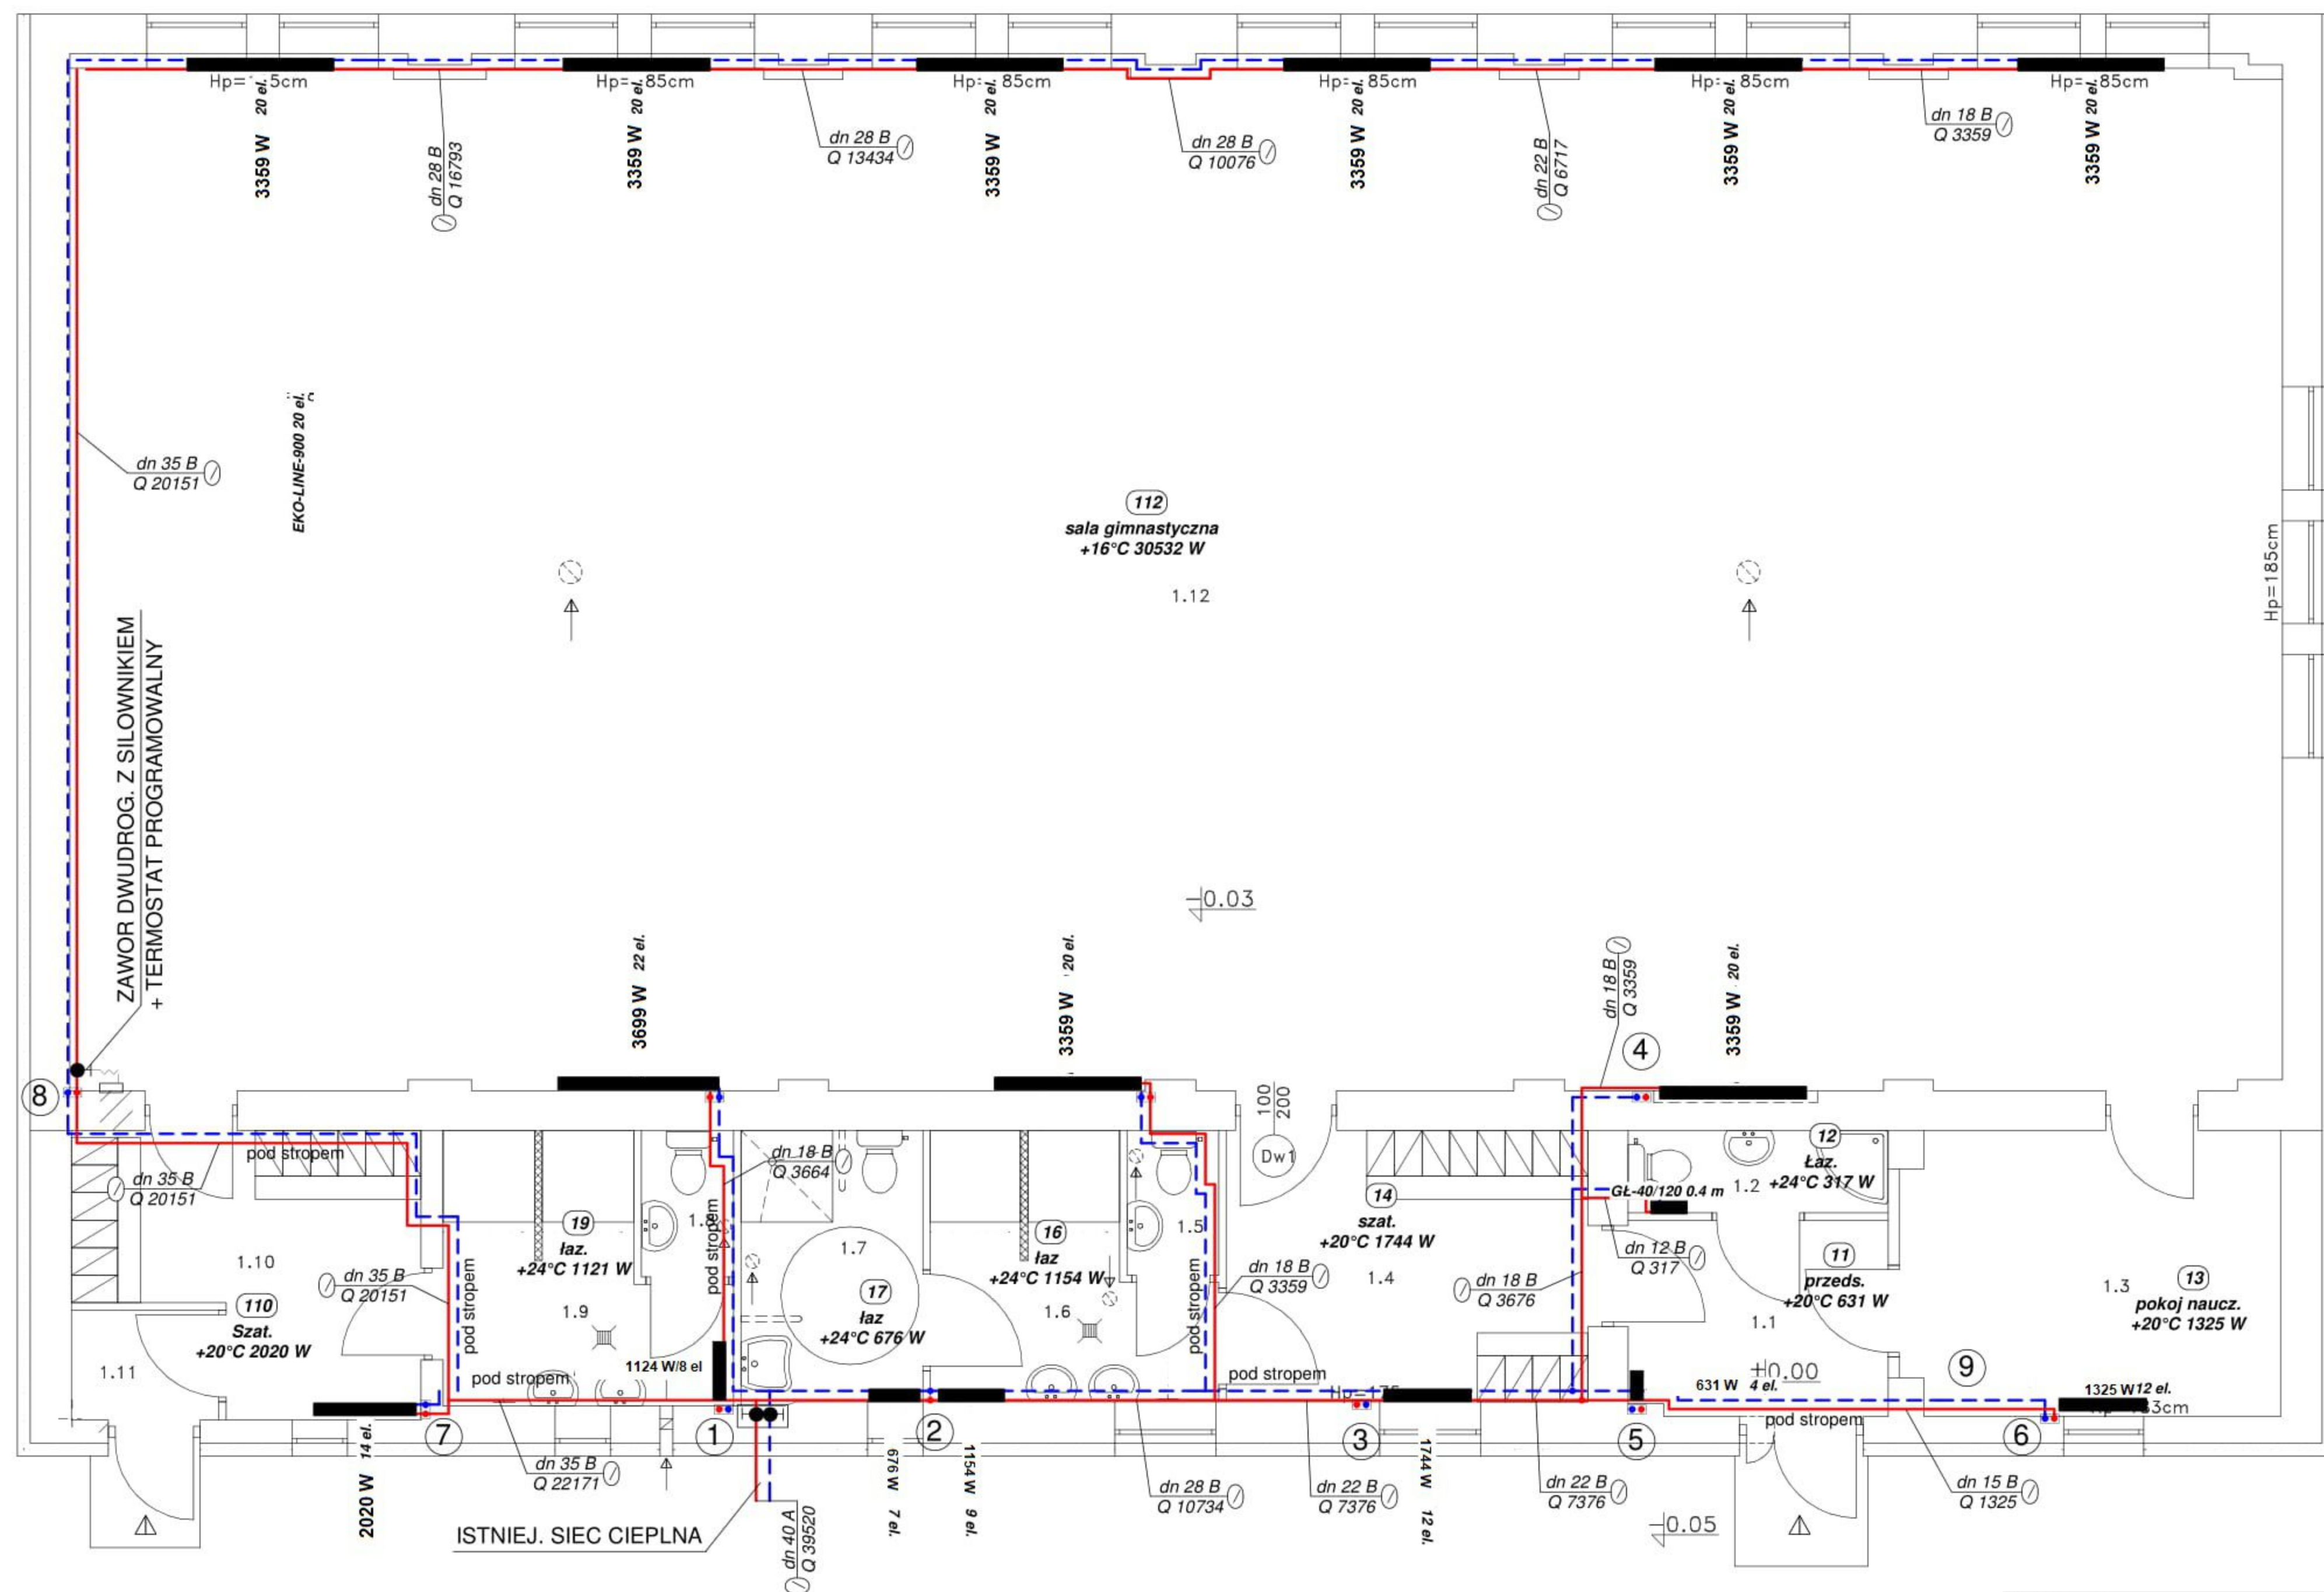 Hp= 5cm
Hp=85cm
Hp=85cm
Hp=85cm
Hp=85cm
Hp=85cm
3359 W 20 el.
3359 W 20 el.
3359 W 20 el.
3359 W 20 el.
3359 W 20 el.
3359 W 20 el.
dn 28 B
Q 16793
dn 28 B
Q 13434
dn 28 B
Q 10076
dn 22 B
Q 6717
dn 18 B
Q 3359
dn 35 B
Q 20151
EKO-LINE-900 20 el.
112
sala gimnastyczna
+16°C 30532 W
1.12
Hp=185cm
ZAWOR DWUDROG. Z SILOWNIKIEM
+ TERMOSTAT PROGRAMOWALNY
-0.03
3699 W 22 el.
3359 W 20 el.
dn 18 B
Q 3359
3359 W 20 el.
4
8
100
200
Dw1
pod stropem
dn 35 B
Q 20151
dn 18 B
Q 3664
12
Łaz.
+24°C 317 W
1.2
GŁ-40/120 0.4 m
14
szat.
+20°C 1744 W
1.4
19
łaz.
+24°C 1121 W
1.9
pod stropem
1.7
16
łaz
+24°C 1154 W
1.6
1.5
1.10
dn 35 B
Q 20151
pod stropem
17
łaz
+24°C 676 W
pod stropem
dn 18 B
Q 3359
dn 18 B
Q 3676
dn 12 B
Q 317
11
przeds.
+20°C 631 W
1.1
1.3
13
pokoj naucz.
+20°C 1325 W
110
Szat.
+20°C 2020 W
1.11
pod stropem
1124 W/8 el
pod stropem
±0.00
631 W 4 el.
9
1325 W 12 el.
pod stropem
7
1
2
3
5
6
2020 W 14 el.
dn 35 B
Q 22171
676 W 7 el.
1154 W 9 el.
dn 28 B
Q 10734
dn 22 B
Q 7376
1744 W 12 el.
dn 22 B
Q 7376
dn 15 B
Q 1325
ISTNIEJ. SIEC CIEPLNA
dn 40 A
Q 39520
-0.05